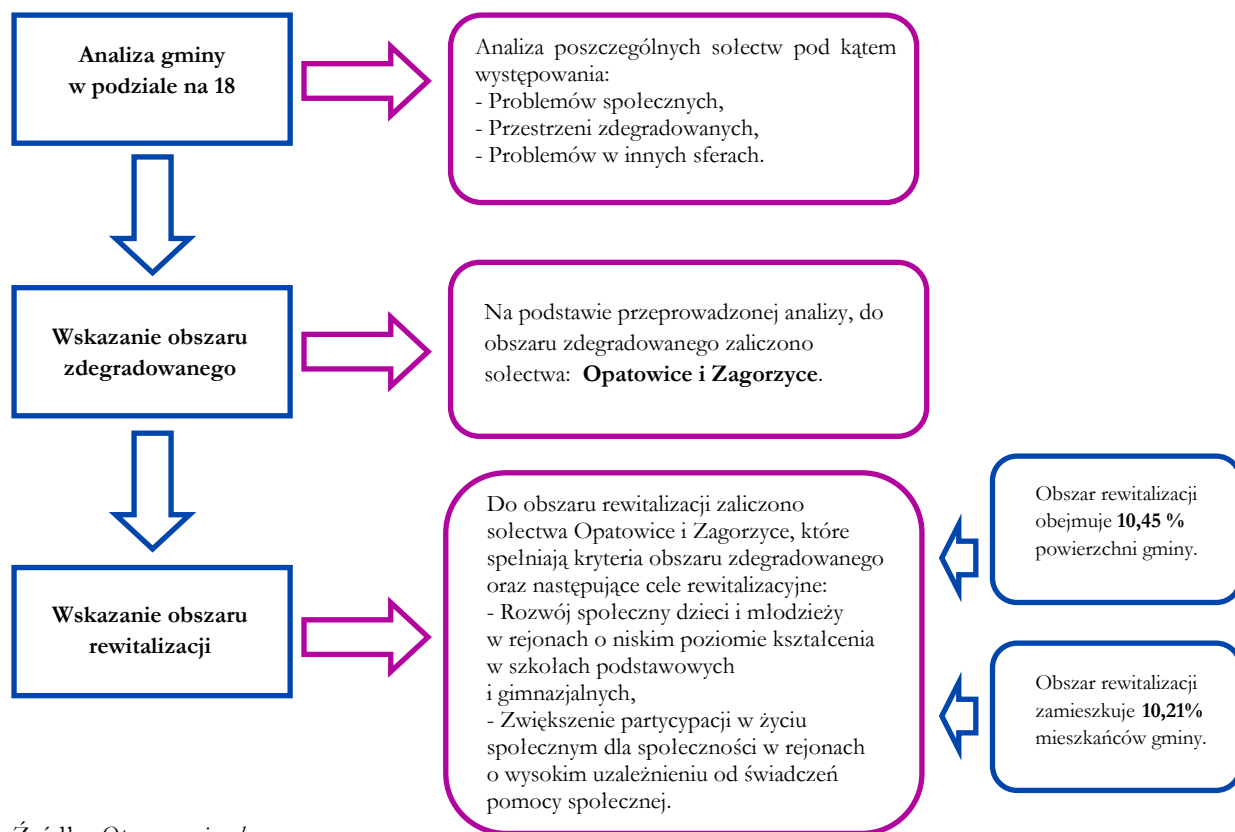 Analiza gminy
w podziale na 18
Analiza poszczególnych sołectw pod kątem
występowania:
- Problemów społecznych,
- Przestrzeni zdegradowanych,
- Problemów w innych sferach.
Wskazanie obszaru
zdegradowanego
Na podstawie przeprowadzonej analizy, do
obszaru zdegradowanego zaliczono
sołectwa: Opatowice i Zagorzyce.
Wskazanie obszaru
rewitalizacji
Do obszaru rewitalizacji zaliczono
sołectwa Opatowice i Zagorzyce, które
spełniają kryteria obszaru zdegradowanego
oraz następujące cele rewitalizacyjne:
- Rozwój społeczny dzieci i młodzieży
w rejonach o niskim poziomie kształcenia
w szkołach podstawowych
i gimnazjalnych,
- Zwiększenie partycypacji w życiu
społecznym dla społeczności w rejonach
o wysokim uzależnieniu od świadczeń
pomocy społecznej.
Obszar rewitalizacji
obejmuje 10,45 %
powierzchni gminy.
Obszar rewitalizacji
zamieszkuje 10,21%
mieszkańców gminy.